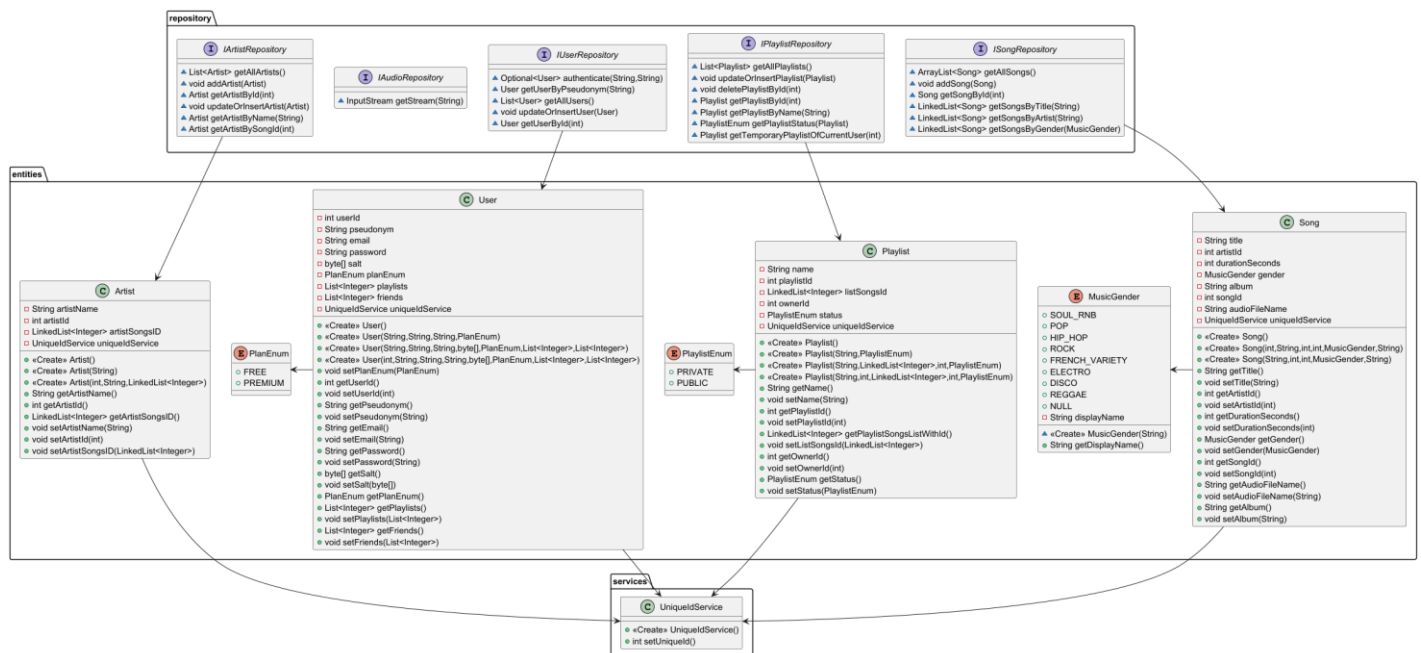 repository
I IArtistRepository
List<Artist> getAllArtists()
void addArtist(Artist)
Artist getArtistById(int)
void updateOrInsertArtist(Artist)
Artist getArtistByName(String)
Artist getArtistBySongId(int)
I IAudioRepository
InputStream getStream(String)
I IUserRepository
Optional<User> authenticate(String,String)
User getUserByPseudonym(String)
List<User> getAllUsers()
void updateOrInsertUser(User)
User getUserById(int)
I IPlaylistRepository
List<Playlist> getAllPlaylists()
void updateOrInsertPlaylist(Playlist)
void deletePlaylistById(int)
Playlist getPlaylistById(int)
Playlist getPlaylistByName(String)
PlaylistEnum getPlaylistStatus(Playlist)
Playlist getTemporaryPlaylistOfCurrentUser(int)
I ISongRepository
ArrayList<Song> getAllSongs()
void addSong(Song)
Song getSongById(int)
LinkedList<Song> getSongsByTitle(String)
LinkedList<Song> getSongsByArtist(String)
LinkedList<Song> getSongsByGender(MusicGender)
entities
C Artist
String artistName
int artistId
LinkedList<Integer> artistSongsID
UniqueIdService uniqueIdService
«Create» Artist()
«Create» Artist(String)
«Create» Artist(int,String,LinkedList<Integer>)
String getArtistName()
int getArtistId()
LinkedList<Integer> getArtistSongsID()
void setArtistName(String)
void setArtistId(int)
void setArtistSongsID(LinkedList<Integer>)
E PlanEnum
FREE
PREMIUM
C User
int userId
String pseudonym
String email
String password
byte[] salt
PlanEnum planEnum
List<Integer> playlists
List<Integer> friends
UniqueIdService uniqueIdService
«Create» User()
«Create» User(String,String,String,PlanEnum)
«Create» User(String,String,String,byte[],PlanEnum,List<Integer>,List<Integer>)
«Create» User(int,String,String,String,byte[],PlanEnum,List<Integer>,List<Integer>)
void setPlanEnum(PlanEnum)
int getUserId()
void setUserId(int)
String getPseudonym()
void setPseudonym(String)
String getEmail()
void setEmail(String)
String getPassword()
void setPassword(String)
byte[] getSalt()
void setSalt(byte[])
PlanEnum getPlanEnum()
List<Integer> getPlaylists()
void setPlaylists(List<Integer>)
List<Integer> getFriends()
void setFriends(List<Integer>)
E PlaylistEnum
PRIVATE
PUBLIC
C Playlist
String name
int playlistId
LinkedList<Integer> listSongsId
int ownerId
PlaylistEnum status
UniqueIdService uniqueIdService
«Create» Playlist()
«Create» Playlist(String,PlaylistEnum)
«Create» Playlist(String,LinkedList<Integer>,int,PlaylistEnum)
«Create» Playlist(String,int,LinkedList<Integer>,int,PlaylistEnum)
String getName()
void setName(String)
int getPlaylistId()
void setPlaylistId(int)
LinkedList<Integer> getPlaylistSongsListWithId()
void setListSongsId(LinkedList<Integer>)
int getOwnerId()
void setOwnerId(int)
PlaylistEnum getStatus()
void setStatus(PlaylistEnum)
E MusicGender
SOUL_RNB
POP
HIP_HOP
ROCK
FRENCH_VARIETY
ELECTRO
DISCO
REGGAE
NULL
String displayName
«Create» MusicGender(String)
String getDisplayName()
C Song
String title
int artistId
int durationSeconds
MusicGender gender
String album
int songId
String audioFileName
UniqueIdService uniqueIdService
«Create» Song()
«Create» Song(int,String,int,int,MusicGender,String)
«Create» Song(String,int,int,MusicGender,String)
String getTitle()
void setTitle(String)
int getArtistId()
void setArtistId(int)
int getDurationSeconds()
void setDurationSeconds(int)
MusicGender getGender()
void setGender(MusicGender)
int getSongId()
void setSongId(int)
String getAudioFileName()
void setAudioFileName(String)
String getAlbum()
void setAlbum(String)
services
C UniqueIdService
«Create» UniqueIdService()
int setUniqueId()